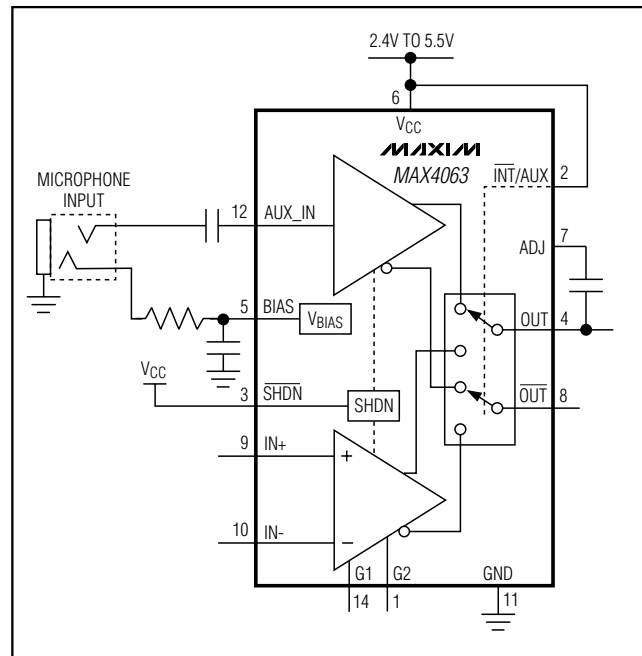 2.4V TO 5.5V
6
VCC
MAXIM
MAX4063
INT/AUX
2
MICROPHONE
INPUT
12
AUX_IN
ADJ
7
5
BIAS
VBIAS
OUT
4
VCC
3
SHDN
SHDN
OUT
8
9
IN+
+
10
IN-
−
G1
G2
GND
14
1
11